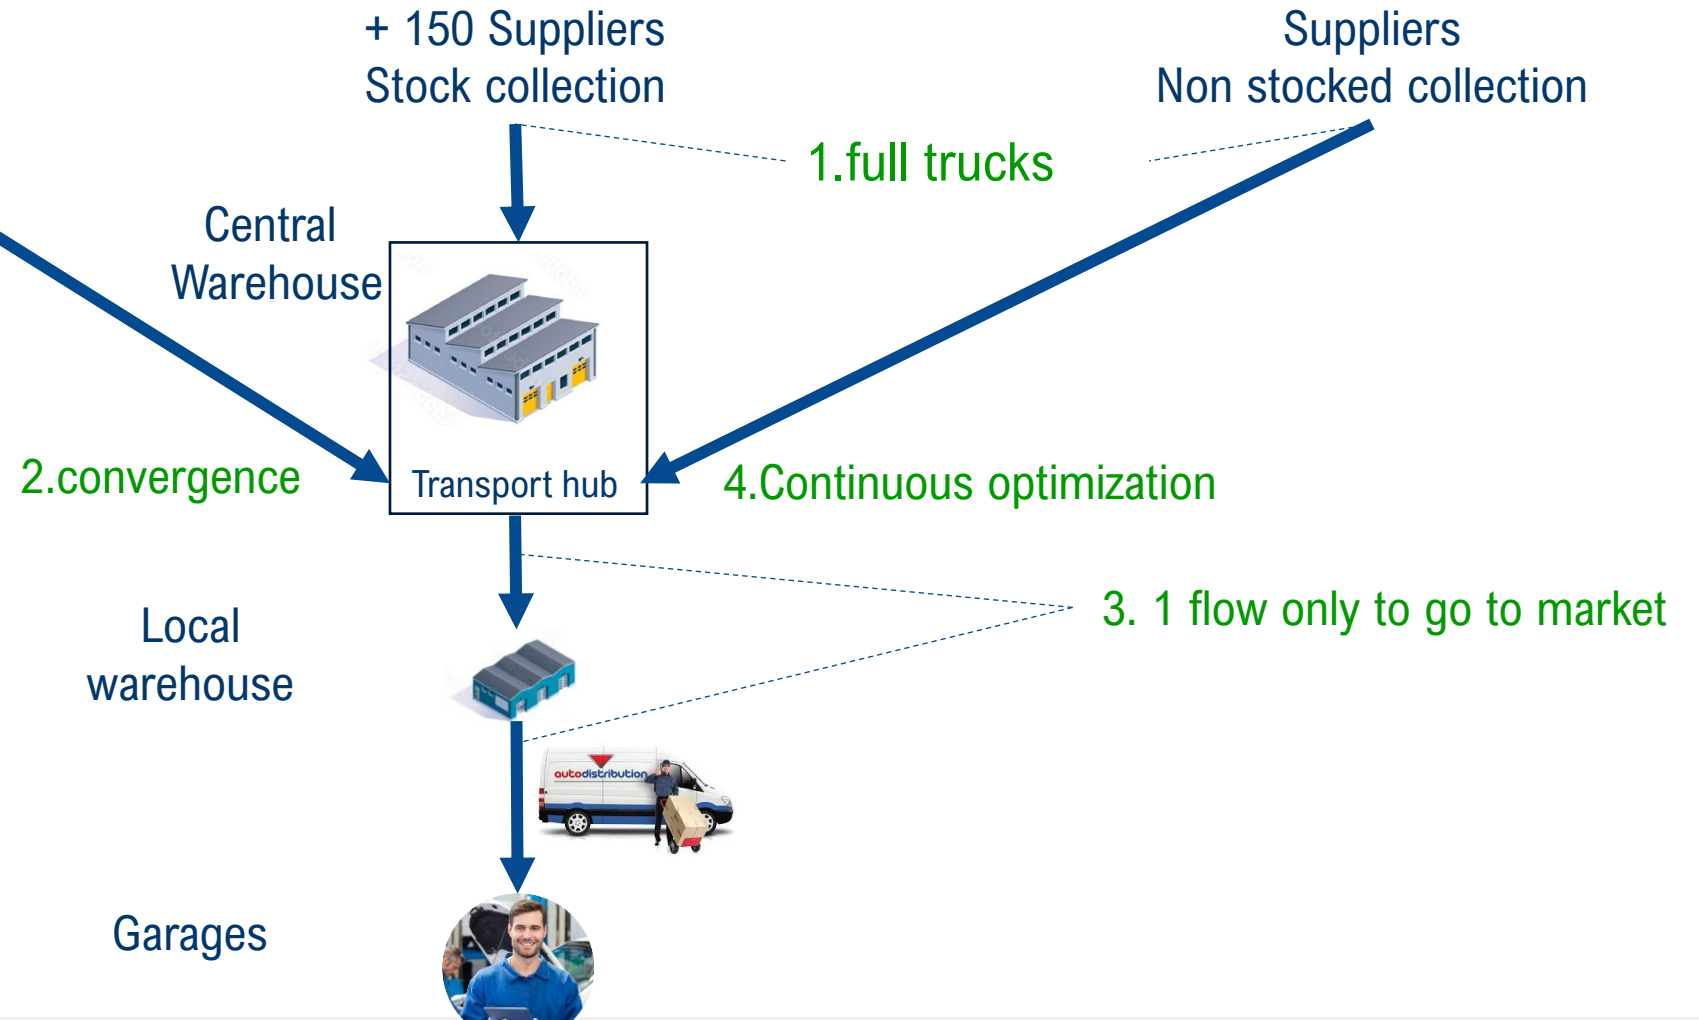 + 150 Suppliers
Stock collection
Suppliers
Non stocked collection
1.full trucks
Central
Warehouse
2.convergence
Transport hub
4.Continuous optimization
3. 1 flow only to go to market
Local
warehouse
autodistribution
Garages